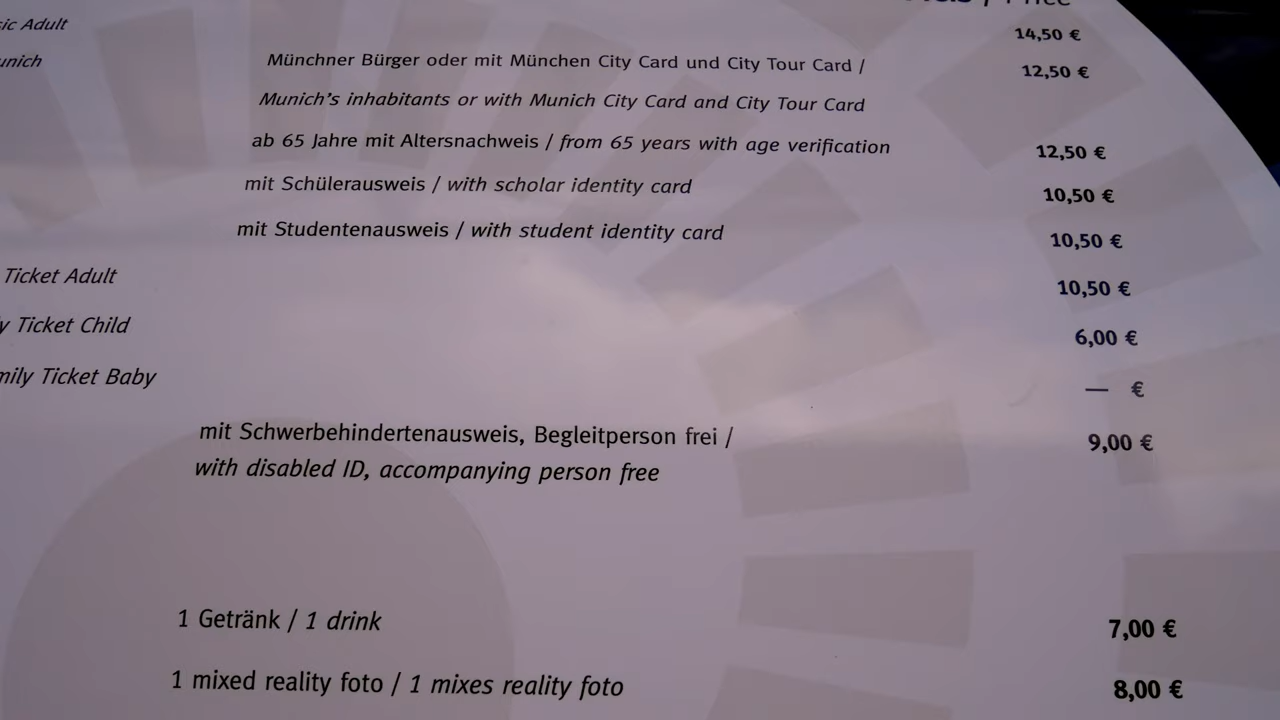 Adult
14,50 €
Münchner Bürger oder mit München City Card und City Tour Card /
12,50 €
Munich's inhabitants or with Munich City Card and City Tour Card
ab 65 Jahre mit Altersnachweis / from 65 years with age verification
12,50 €
mit Schülerausweis / with scholar identity card
10,50 €
mit Studentenausweis / with student identity card
10,50 €
Ticket Adult
10,50 €
Ticket Child
6,00 €
Ticket Baby
— €
mit Schwerbehindertenausweis, Begleitperson frei /
9,00 €
with disabled ID, accompanying person free
1 Getränk / 1 drink
7,00 €
1 mixed reality foto / 1 mixes reality foto
8,00 €